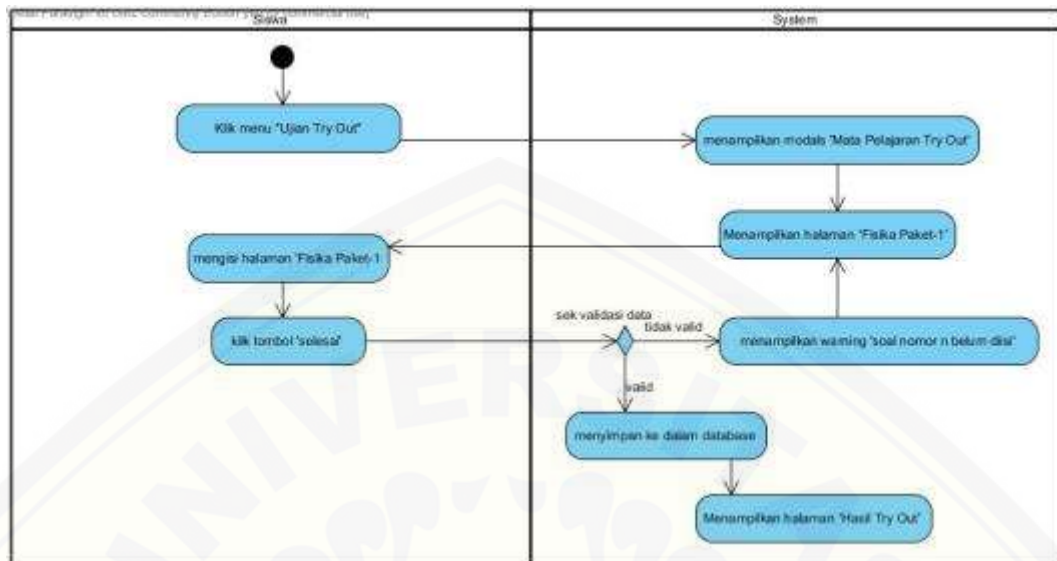 Siswa
System
Klik menu "Ujian Try Out"
menampilkan modals 'Mata Pelajaran Try Out'
Menampilkan halaman 'Fisika Paket-1'
mengisi halaman 'Fisika Paket-1
sek validasi data
tidak valid
klik tombol 'selesai'
menampilkan warning 'soal nomor n belum diisi'
valid
menyimpan ke dalam database
Menampilkan halaman 'Hasil Try Out'
UNIVERSITA